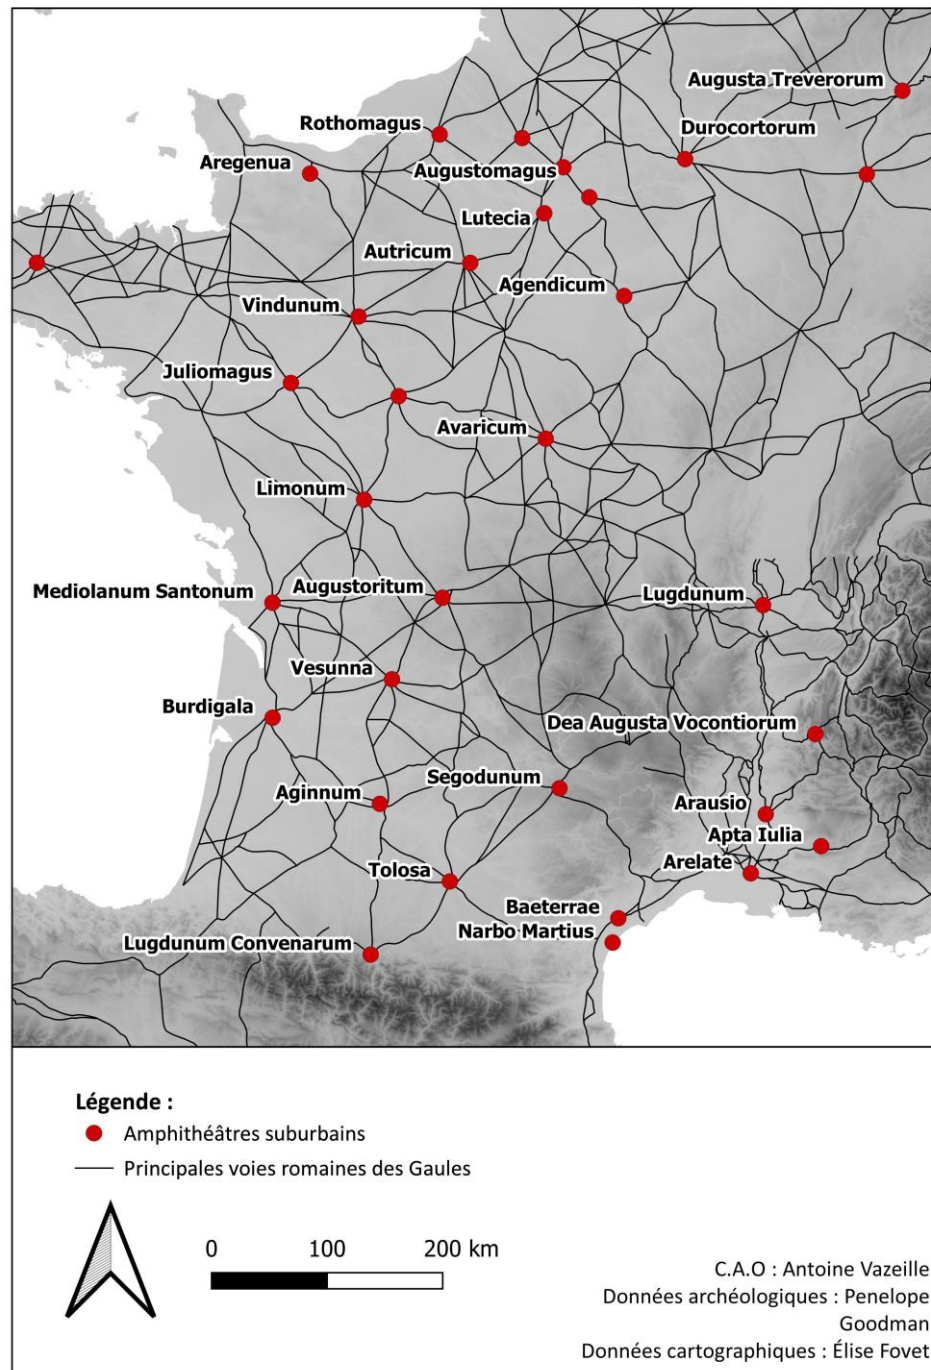 Augusta Treverorum
Rothomagus
Durocortorum
Aregenua
Augustomagus
Lutecia
Autricum
Agendicum
Vindunum
Juliomagus
Avaricum
Limonum
Mediolanum Santonum
Augustoritum
Lugdunum
Vesunna
Burdigala
Dea Augusta Vocontiorum
Segodunum
Aginnum
Arausio
Apta Iulia
Arelate
Tolosa
Baeterrae
Narbo Martius
Lugdunum Convenarum
Légende :
Amphithéâtres suburbains
Principales voies romaines des Gaules
0 100 200 km
C.A.O : Antoine Vazeille
Données archéologiques : Penelope
Goodman
Données cartographiques : Élise Fovet